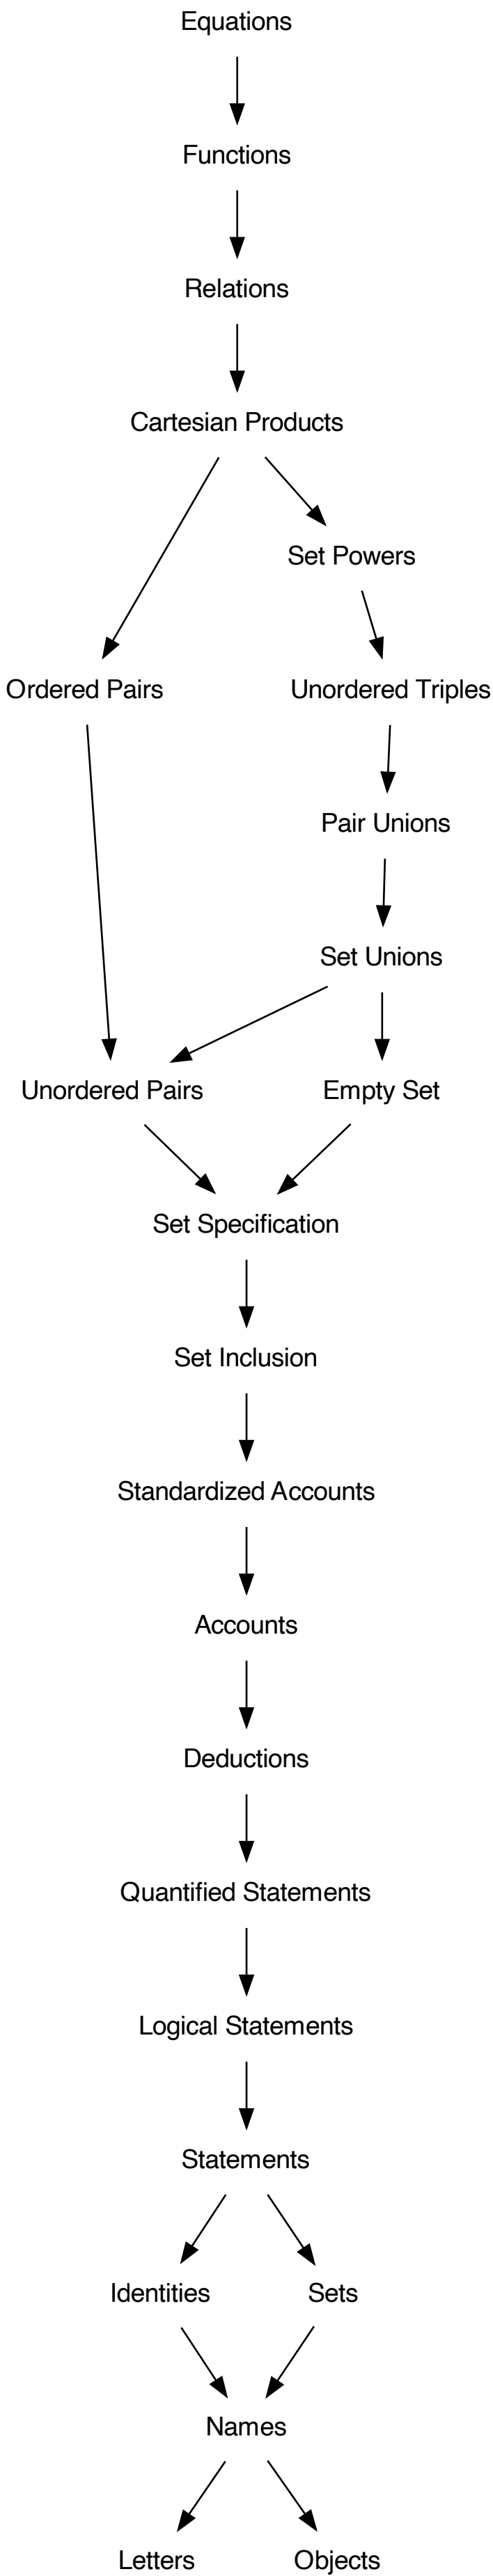 Equations
Functions
Relations
Cartesian Products
Set Powers
Ordered Pairs
Unordered Triples
Pair Unions
Set Unions
Unordered Pairs
Empty Set
Set Specification
Set Inclusion
Standardized Accounts
Accounts
Deductions
Quantified Statements
Logical Statements
Statements
Identities
Sets
Names
Letters
Objects